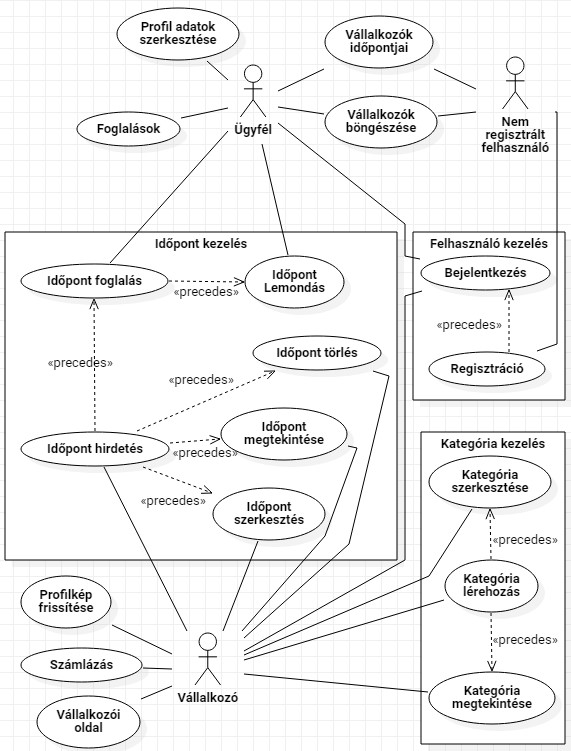 Profil adatok
szerkesztése
Vállalkozók
időpontjai
Foglalások
Ügyfél
Vállalkozók
böngészése
Nem
regisztrált
felhasználó
Időpont kezelés
Időpont foglalás
«precedes»
Időpont
Lemondás
«precedes»
Időpont törlés
«precedes»
Időpont hirdetés
Időpont
megtekintése
«precedes»
«precedes»
Időpont
szerkesztés
Felhasználó kezelés
Bejelentkezés
«precedes»
Regisztráció
Kategória kezelés
Kategória
szerkesztése
«precedes»
Kategória
lérehozás
«precedes»
Kategória
megtekintése
Profilkép
frissítése
Számlázás
Vállalkozói
oldal
Vállalkozó